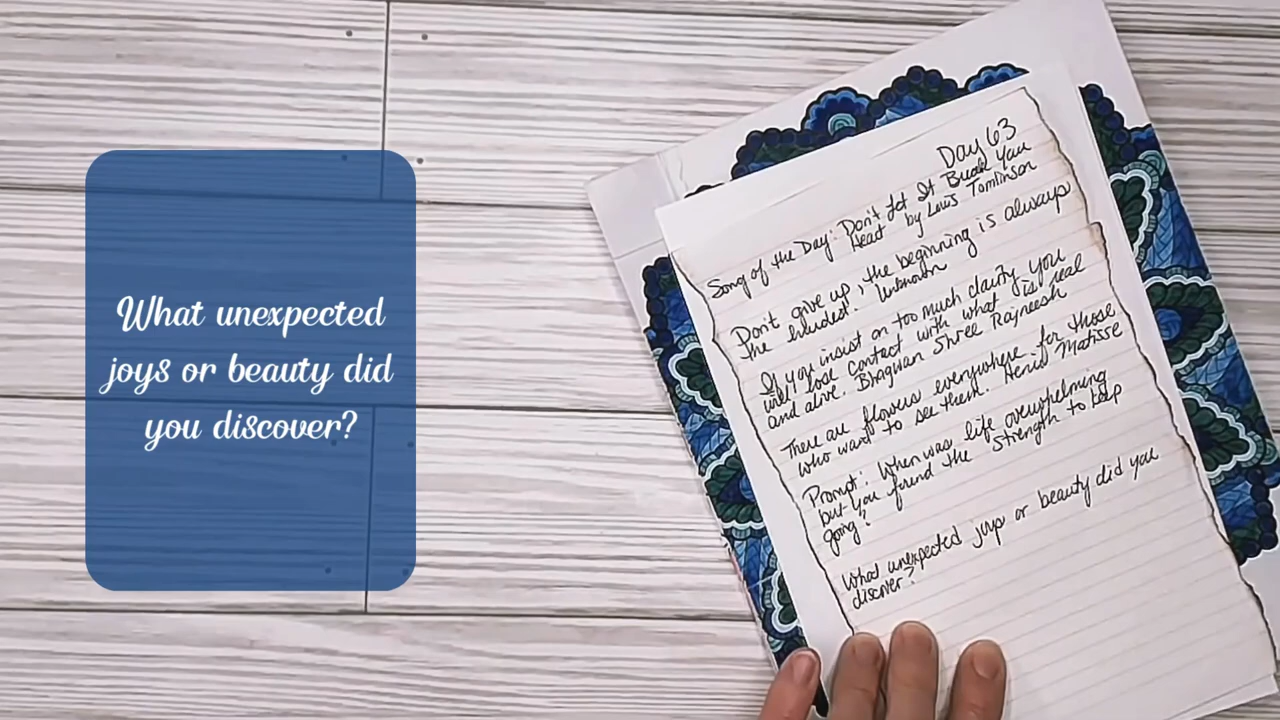 What unexpected
joys or beauty did
you discover?
Day 63
Song of the Day: Don't Let It Break You
Heart by Louis Tomlinson
Don't give up, the beginning is always
the hardest. Unknown
If you insist on too much clarity you
will lose contact with what is real
and alive. Bhagwan Shree Rajneesh
There are flowers everywhere for those
who want to see them. Henri Matisse
Prompt: When was life overwhelming
but you found the strength to keep
going?
What unexpected joys or beauty did you
discover?